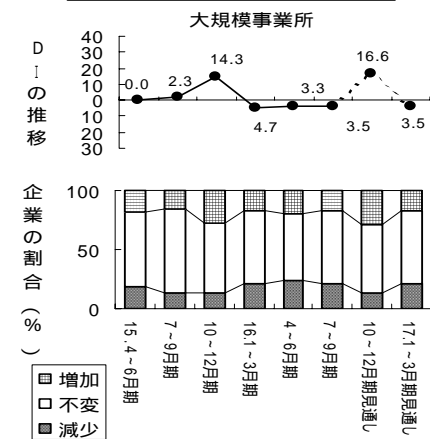 大規模事業所
DIの推移
40
30
20
10
0
10
20
30
0.0
2.3
14.3
4.7
3.3
3.5
16.6
3.5
企業の割合(%)
100
50
0
15.4~6月期
7~9月期
10~12月期
16.1~3月期
4~6月期
7~9月期
10~12月期見通し
17.1~3月期見通し
増加
不変
減少